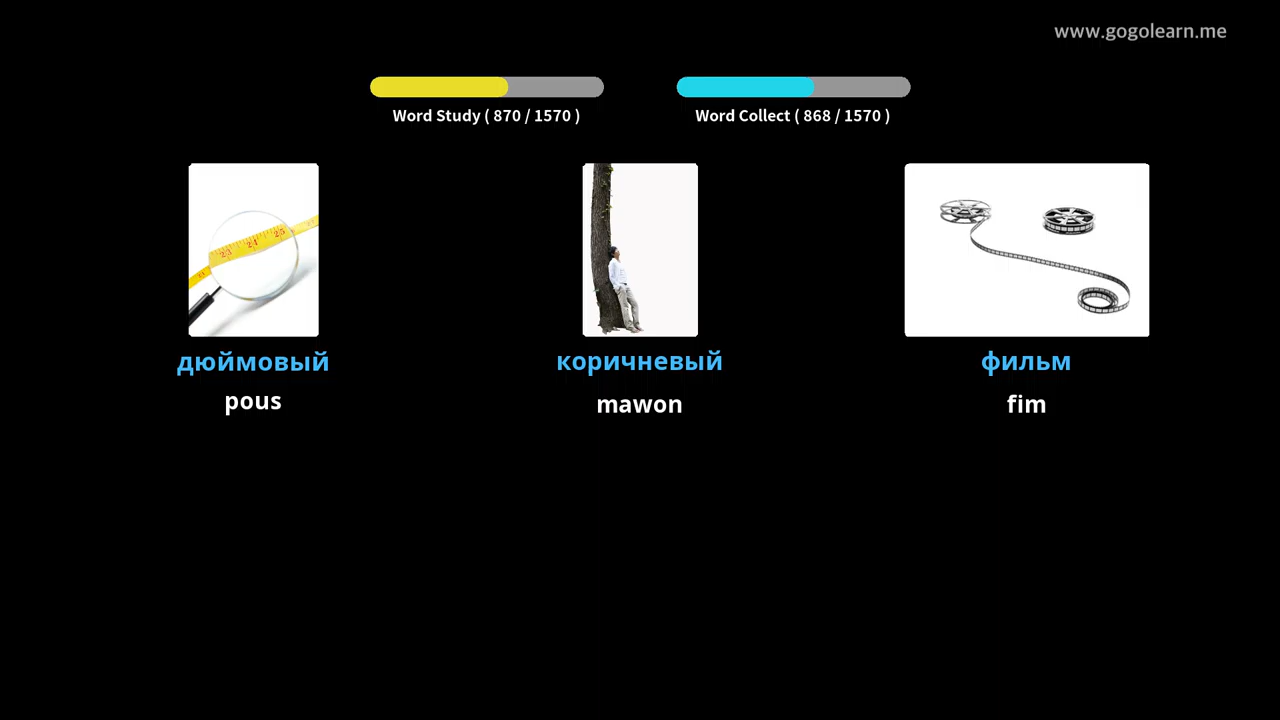 www.gogolearn.me
Word Study ( 870 / 1570 )
Word Collect ( 868 / 1570 )
дюймовый
коричневый
фильм
pous
mawon
fim